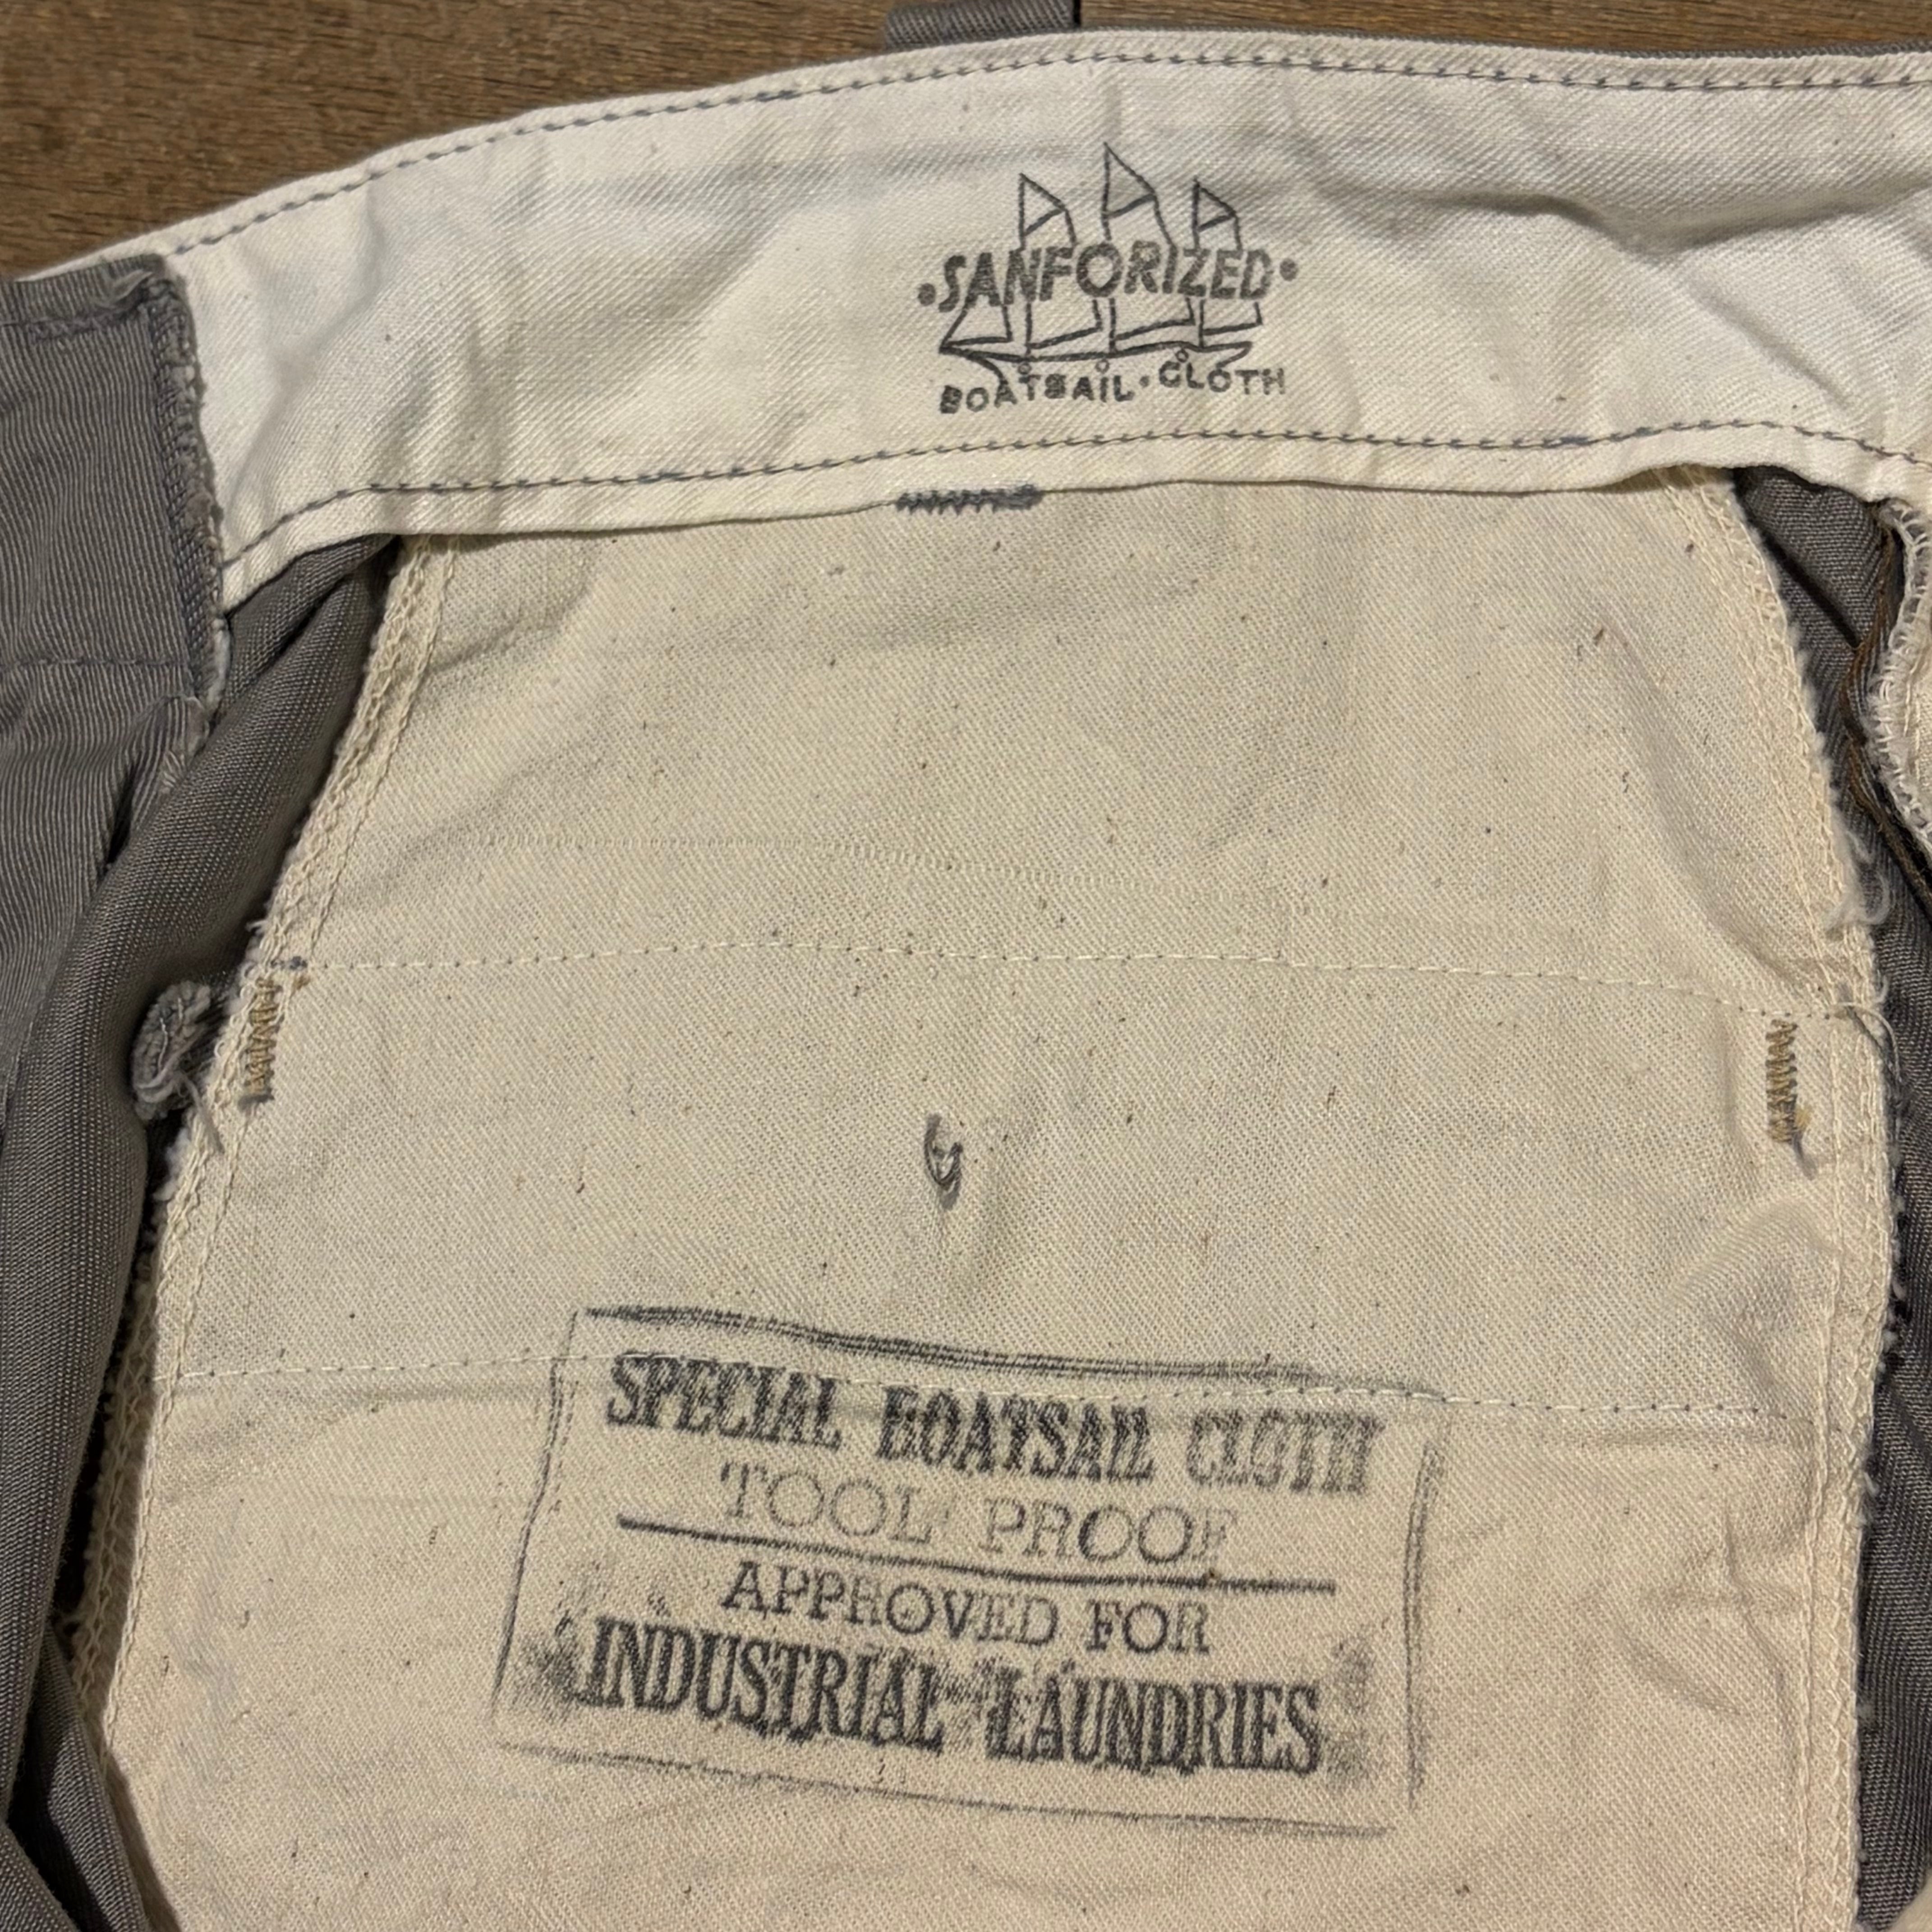 •SANFORIZED•
BOATSAIL•CLOTH
SPECIAL BOATSAIL CLOTH
TOOL PROOF
APPROVED FOR
INDUSTRIAL LAUNDRIES